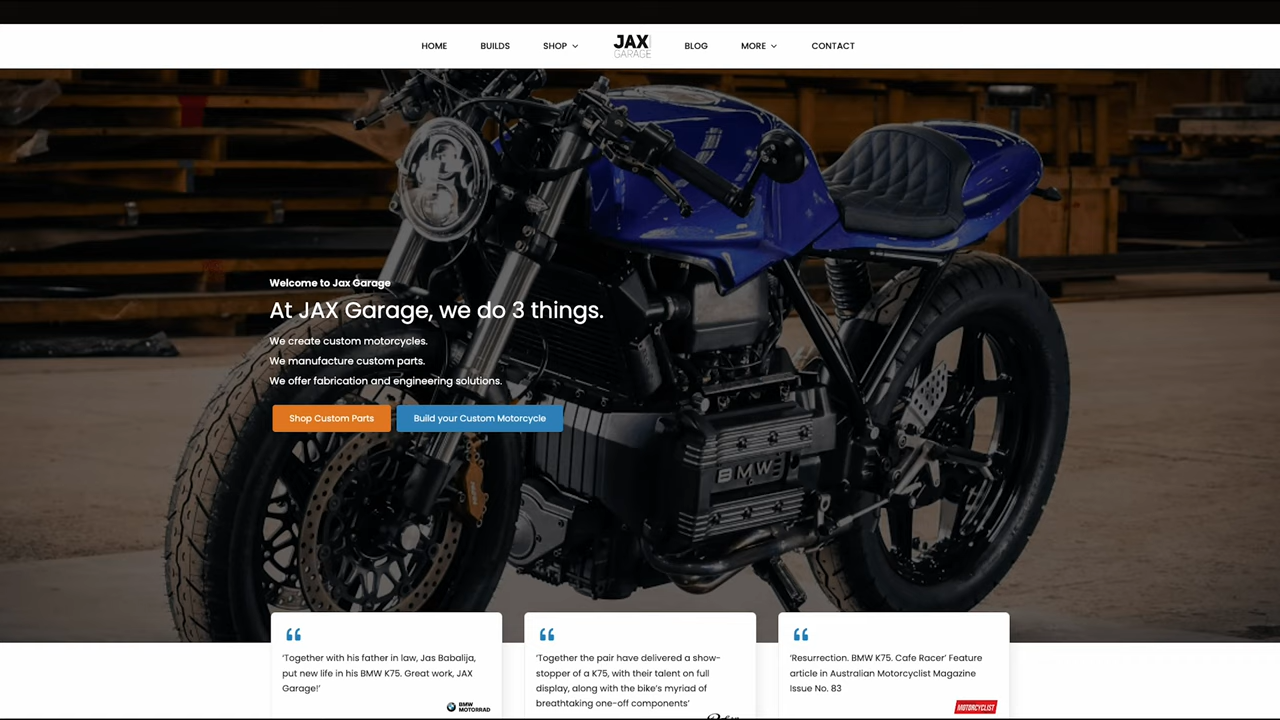 HOME
BUILDS
SHOP
JAX
GARAGE
BLOG
MORE
CONTACT
Welcome to Jax Garage
At JAX Garage, we do 3 things.
We create custom motorcycles.
We manufacture custom parts.
We offer fabrication and engineering solutions.
Shop Custom Parts
Build your Custom Motorcycle
BMW
‘Together with his father in law, Jas Babalija,
put new life in his BMW K75. Great work, JAX
Garage!’
BMW
MOTORRAD
‘Together the pair have delivered a show-
stopper of a K75, with their talent on full
display, along with the bike’s myriad of
breathtaking one-off components’
‘Resurrection. BMW K75. Cafe Racer’ Feature
article in Australian Motorcyclist Magazine
Issue No. 83
MOTORCYCLIST